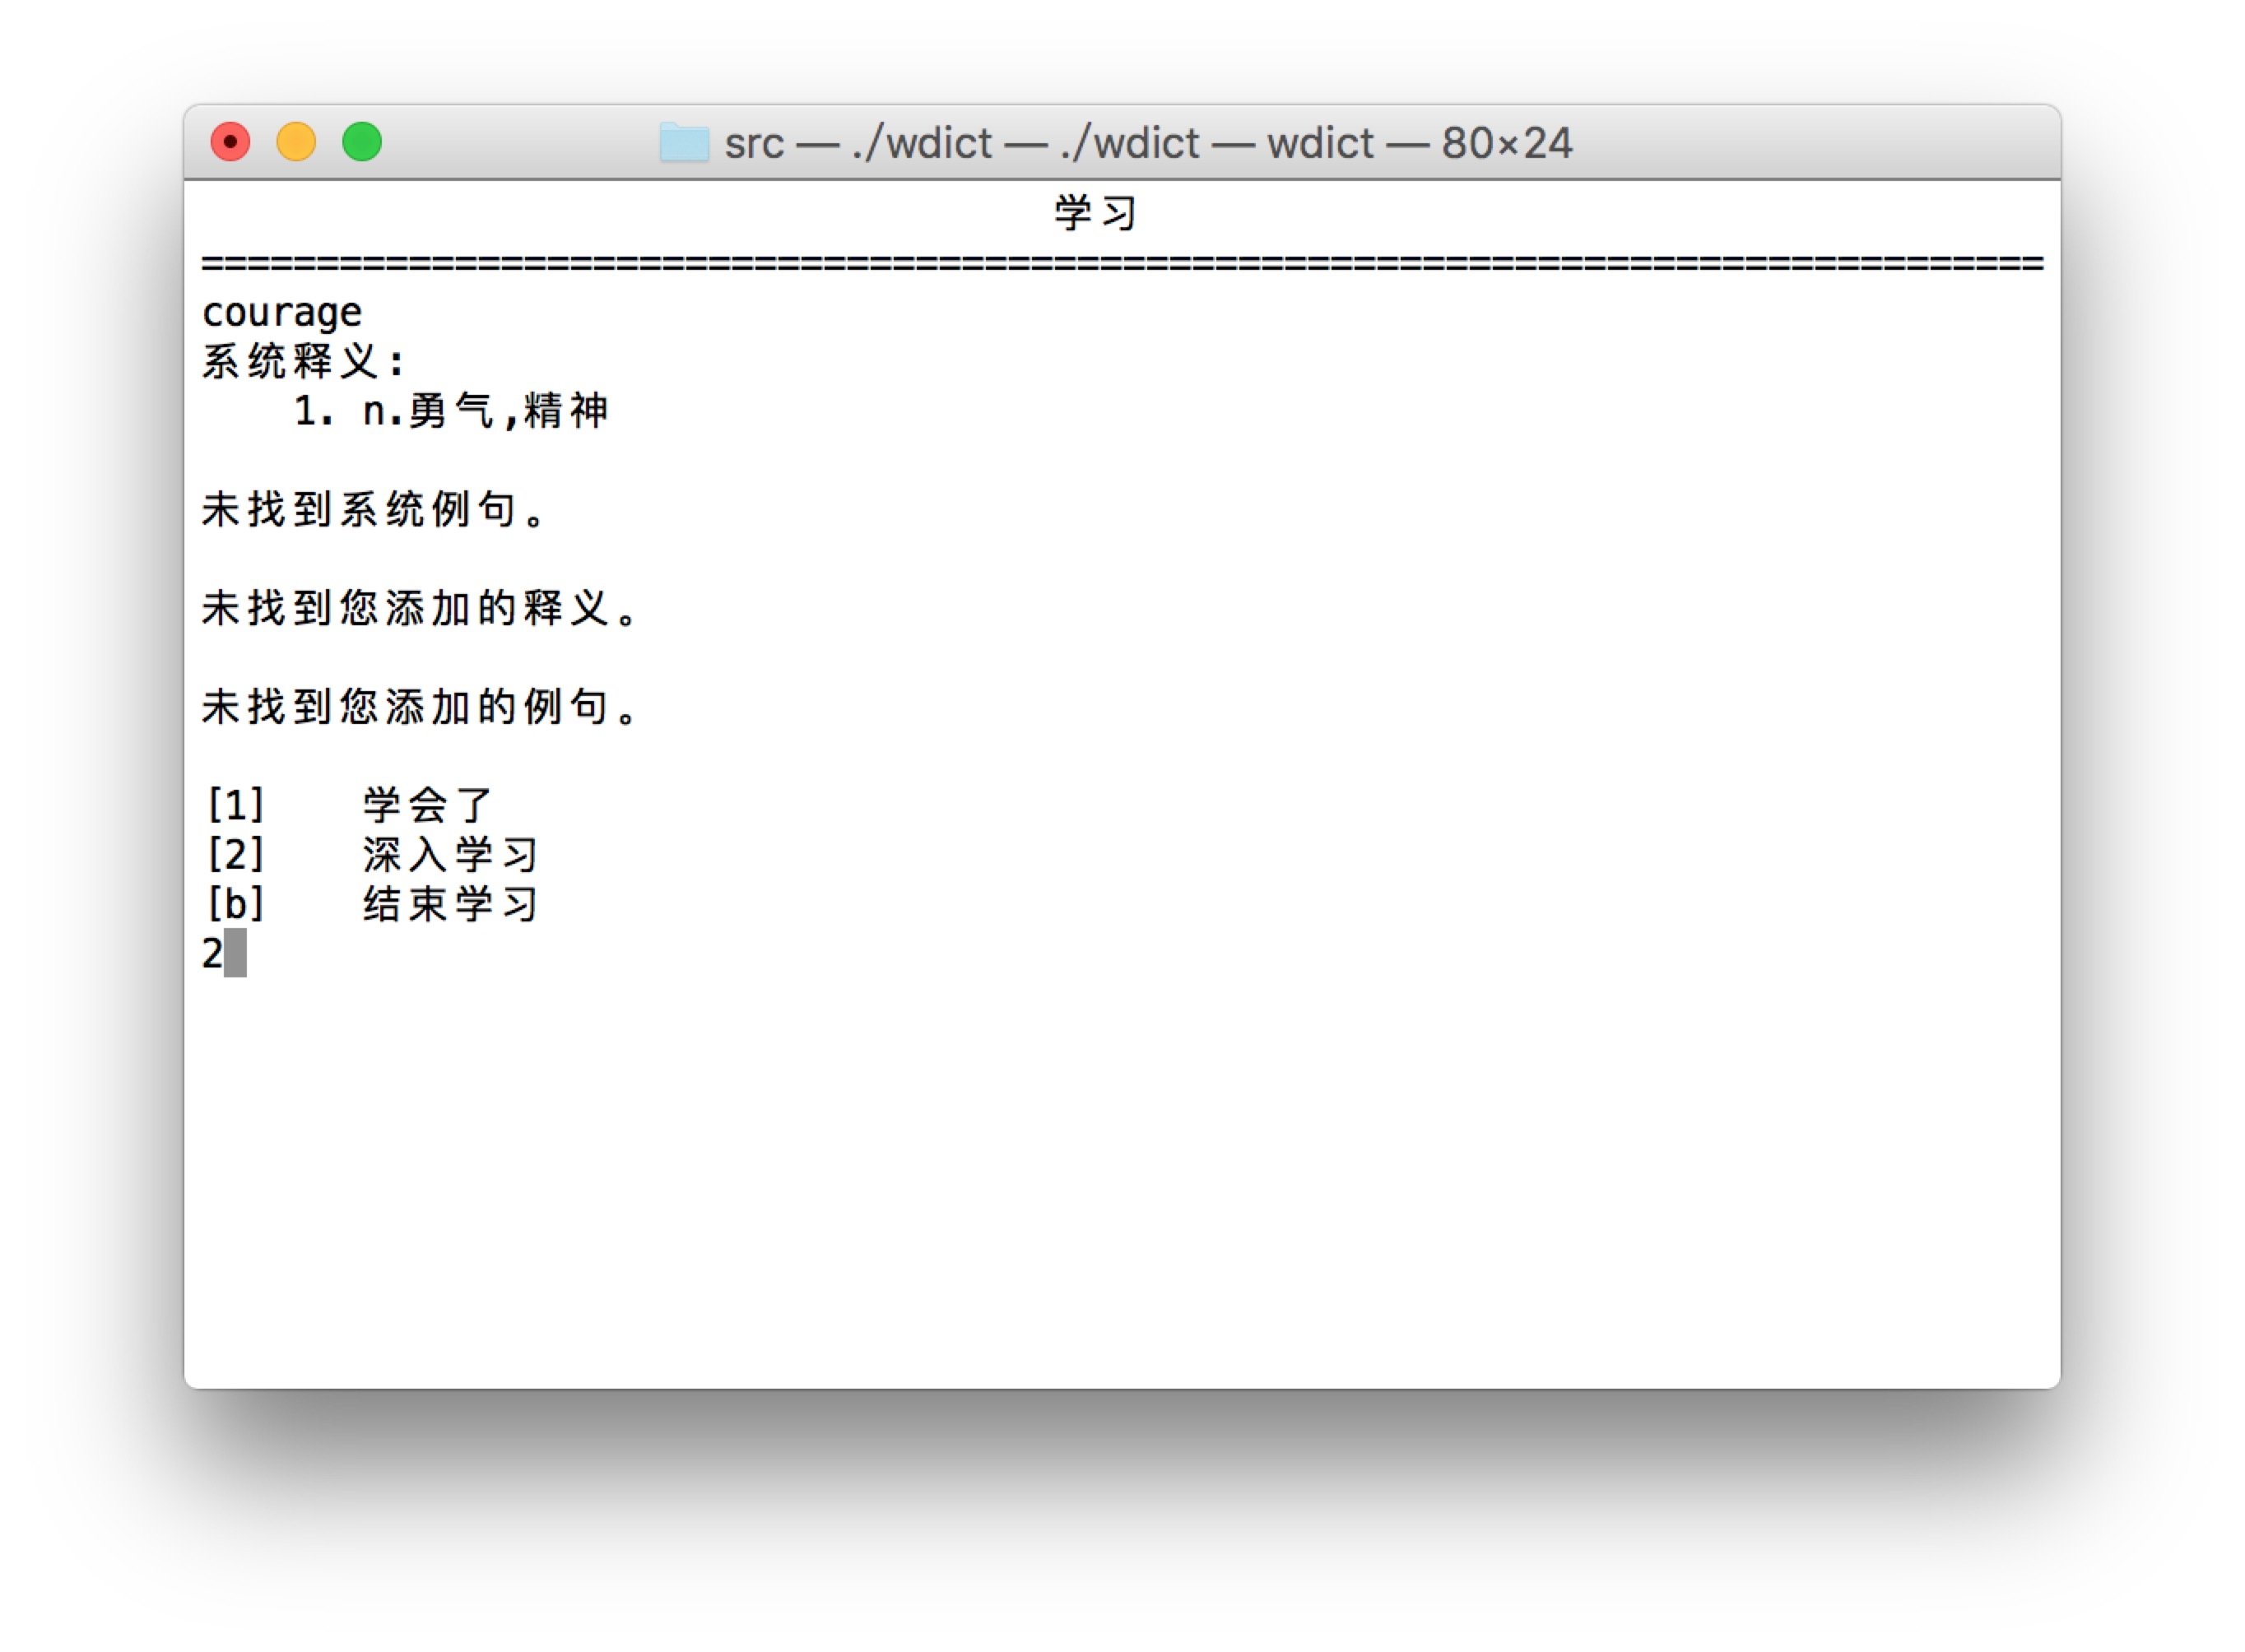 src — ./wdict — ./wdict — wdict — 80×24
学习
================================================================================
courage
系统释义:
    1. n.勇气,精神
未找到系统例句。
未找到您添加的释义。
未找到您添加的例句。
[1]    学会了
[2]    深入学习
[b]    结束学习
2